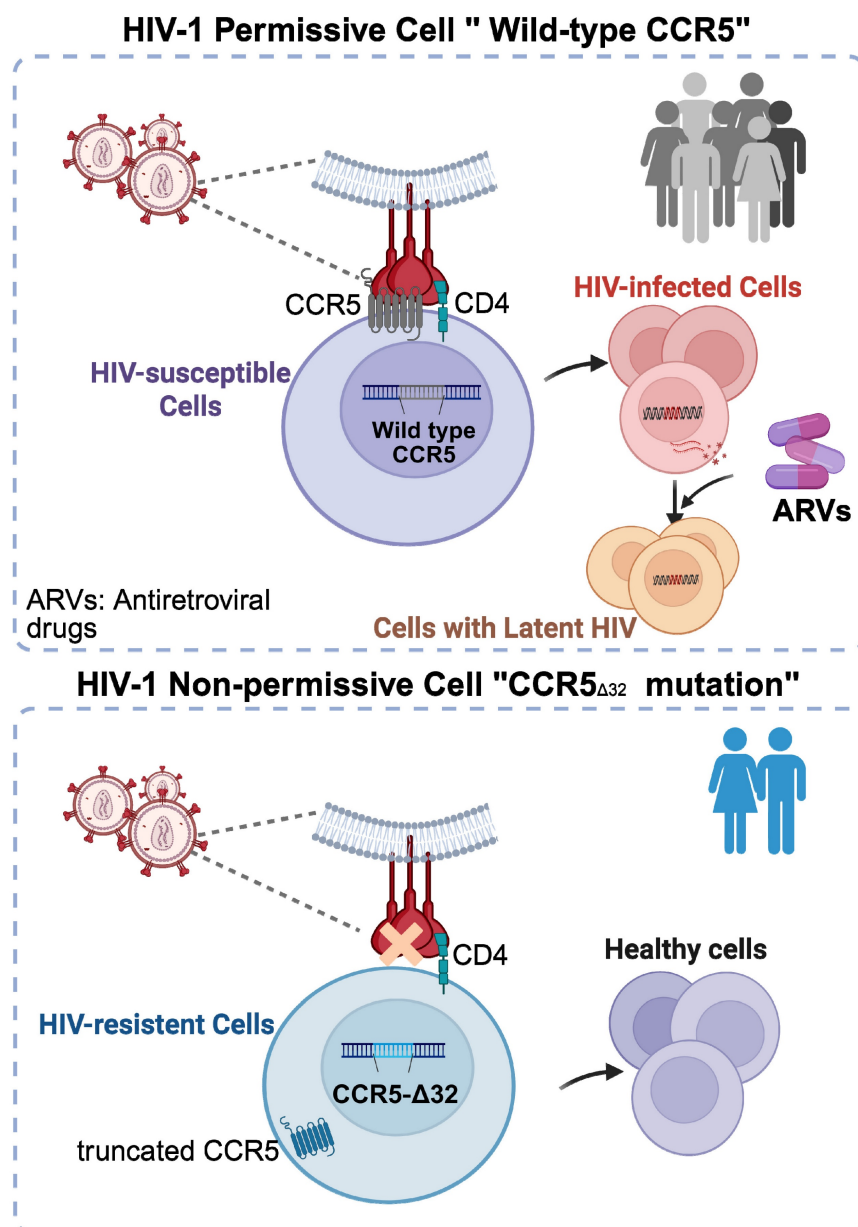 HIV-1 Permissive Cell " Wild-type CCR5"
CCR5
CD4
HIV-infected Cells
HIV-susceptible
Cells
Wild type
CCR5
ARVs
ARVs: Antiretroviral
drugs
Cells with Latent HIV
HIV-1 Non-permissive Cell "CCR5Δ32 mutation"
CD4
Healthy cells
HIV-resistent Cells
CCR5-Δ32
truncated CCR5